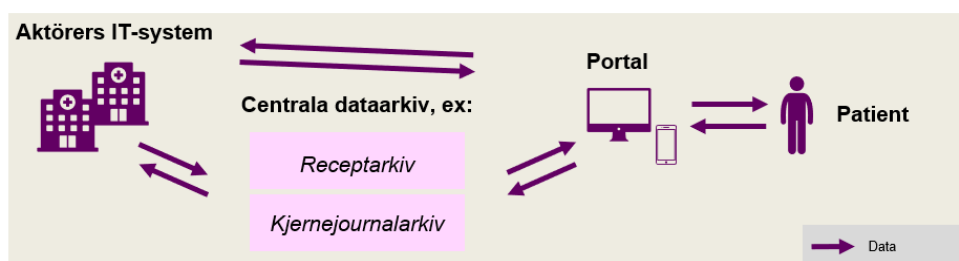 Aktörers IT-system
Portal
Centrala dataarkiv, ex:
Patient
Receptarkiv
Kjernejournalarkiv
Data